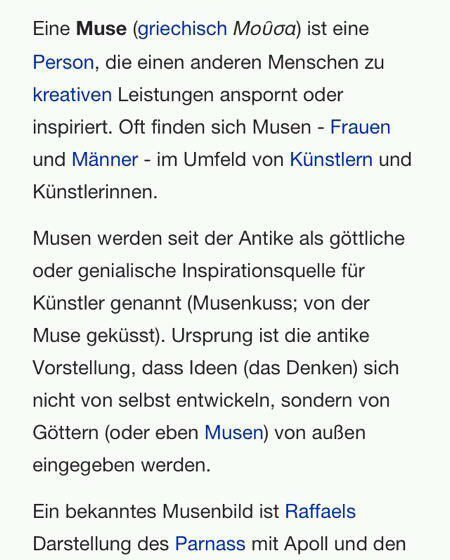 Eine Muse (griechisch Μοῦσα) ist eine
Person, die einen anderen Menschen zu
kreativen Leistungen anspornt oder
inspiriert. Oft finden sich Musen - Frauen
und Männer - im Umfeld von Künstlern und
Künstlerinnen.
Musen werden seit der Antike als göttliche
oder genialische Inspirationsquelle für
Künstler genannt (Musenkuss; von der
Muse geküsst). Ursprung ist die antike
Vorstellung, dass Ideen (das Denken) sich
nicht von selbst entwickeln, sondern von
Göttern (oder eben Musen) von außen
eingegeben werden.
Ein bekanntes Musenbild ist Raffaels
Darstellung des Parnass mit Apoll und den